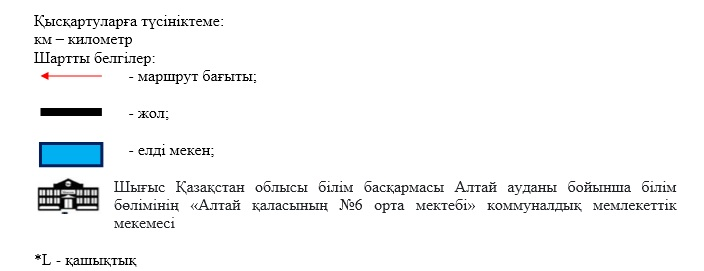 Қысқартуларға түсініктеме:
км – километр
Шартты белгілер:
- маршрут бағыты;
- жол;
- елді мекен;
Шығыс Қазақстан облысы білім басқармасы Алтай ауданы бойынша білім
бөлімінің «Алтай қаласының №6 орта мектебі» коммуналдық мемлекеттік
мекемесі
*L - қашықтық